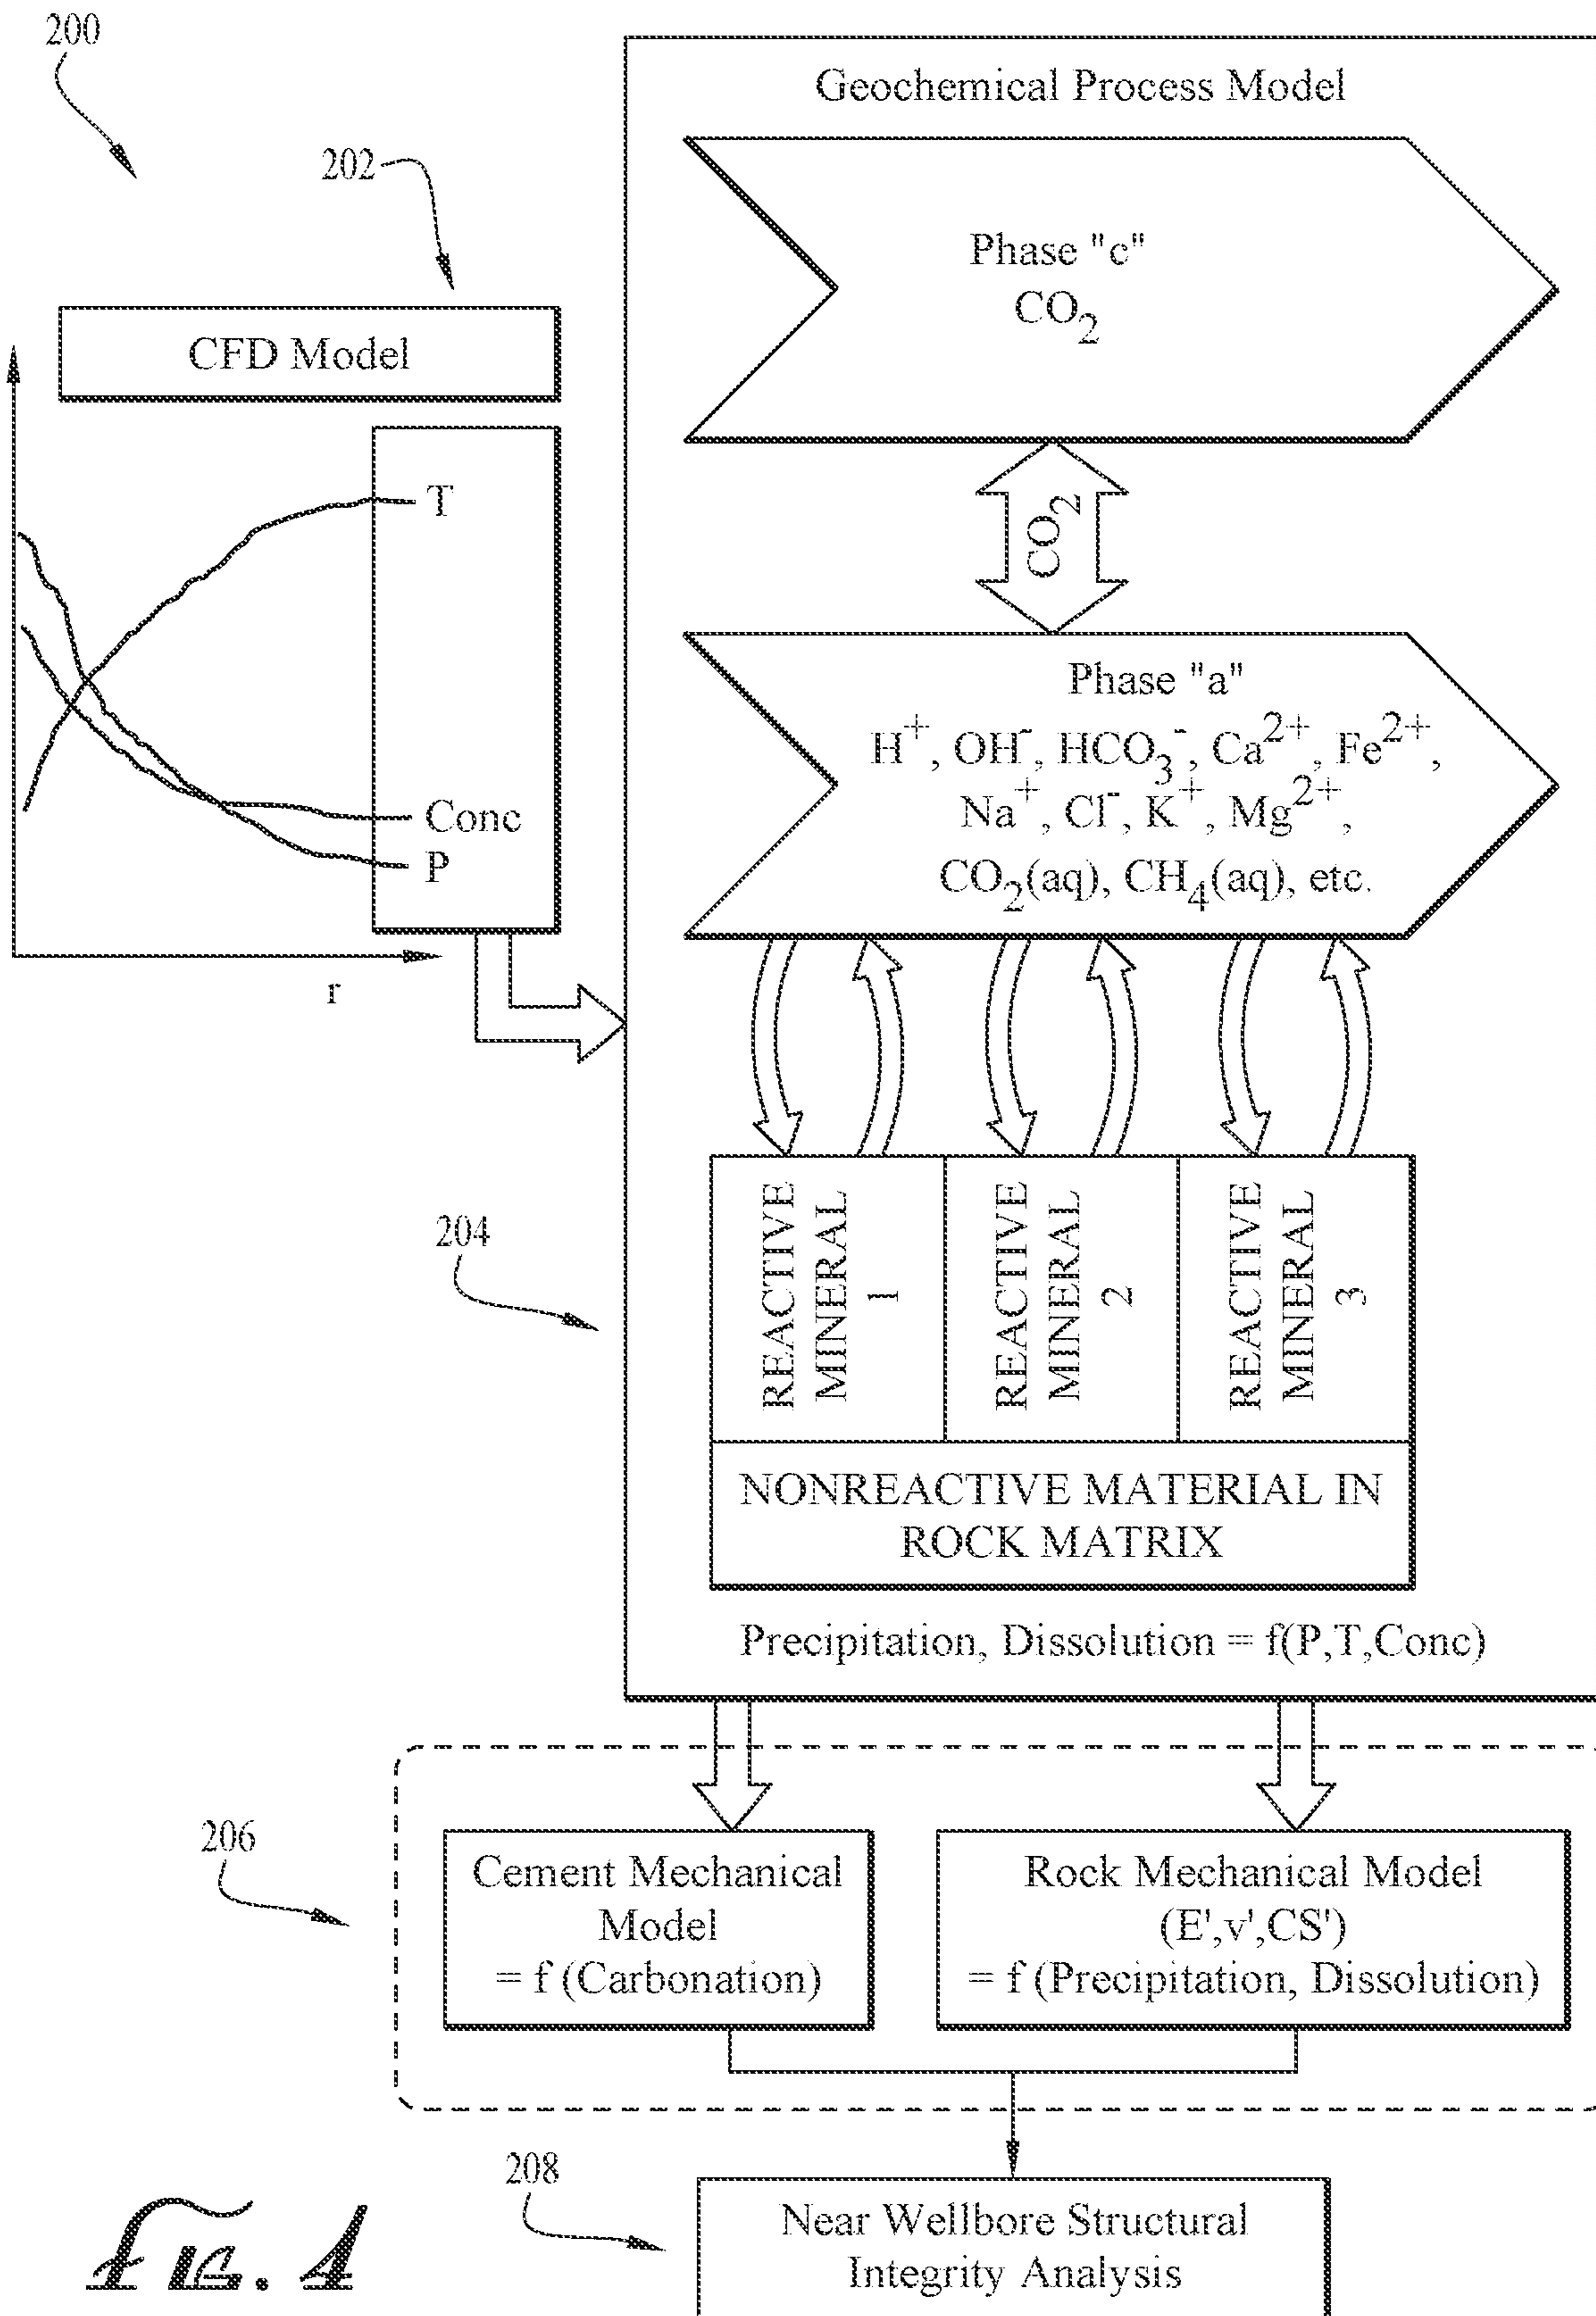 200
202
CFD Model
T
Conc
P
r
Geochemical Process Model
Phase "c"
CO₂
CO₂
Phase "a"
H⁺, OH⁻, HCO₃⁻, Ca²⁺, Fe²⁺,
Na⁺, Cl⁻, K⁺, Mg²⁺,
CO₂(aq), CH₄(aq), etc.
204
REACTIVE
MINERAL
1
REACTIVE
MINERAL
2
REACTIVE
MINERAL
3
NONREACTIVE MATERIAL IN
ROCK MATRIX
Precipitation, Dissolution = f(P,T,Conc)
206
Cement Mechanical
Model
= f (Carbonation)
Rock Mechanical Model
(E',v',CS')
= f (Precipitation, Dissolution)
208
Near Wellbore Structural
Integrity Analysis
FIG. 4